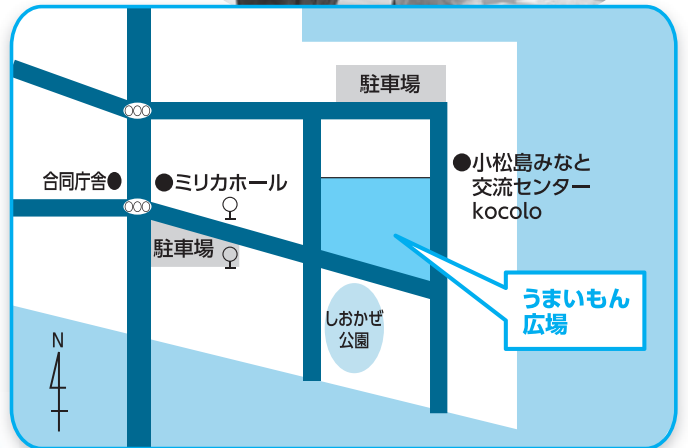 駐車場
合同庁舎
ミリカホール
小松島みなと
交流センター
kocolo
駐車場
うまいもん
広場
しおかぜ
公園
N